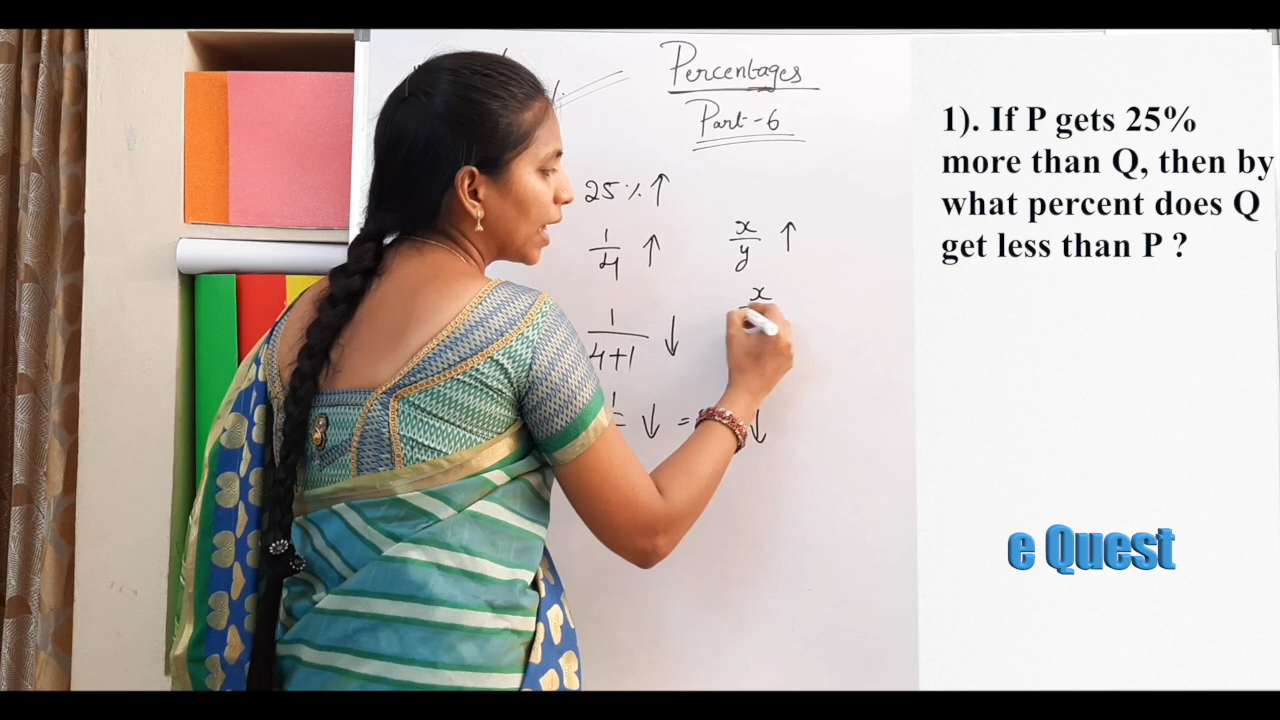 Percentages
Part-6
25% ↑
1/4 ↑
x/y ↑
1/(4+1) ↓
x
= ↓ = ↓
1). If P gets 25%
more than Q, then by
what percent does Q
get less than P ?
e Quest